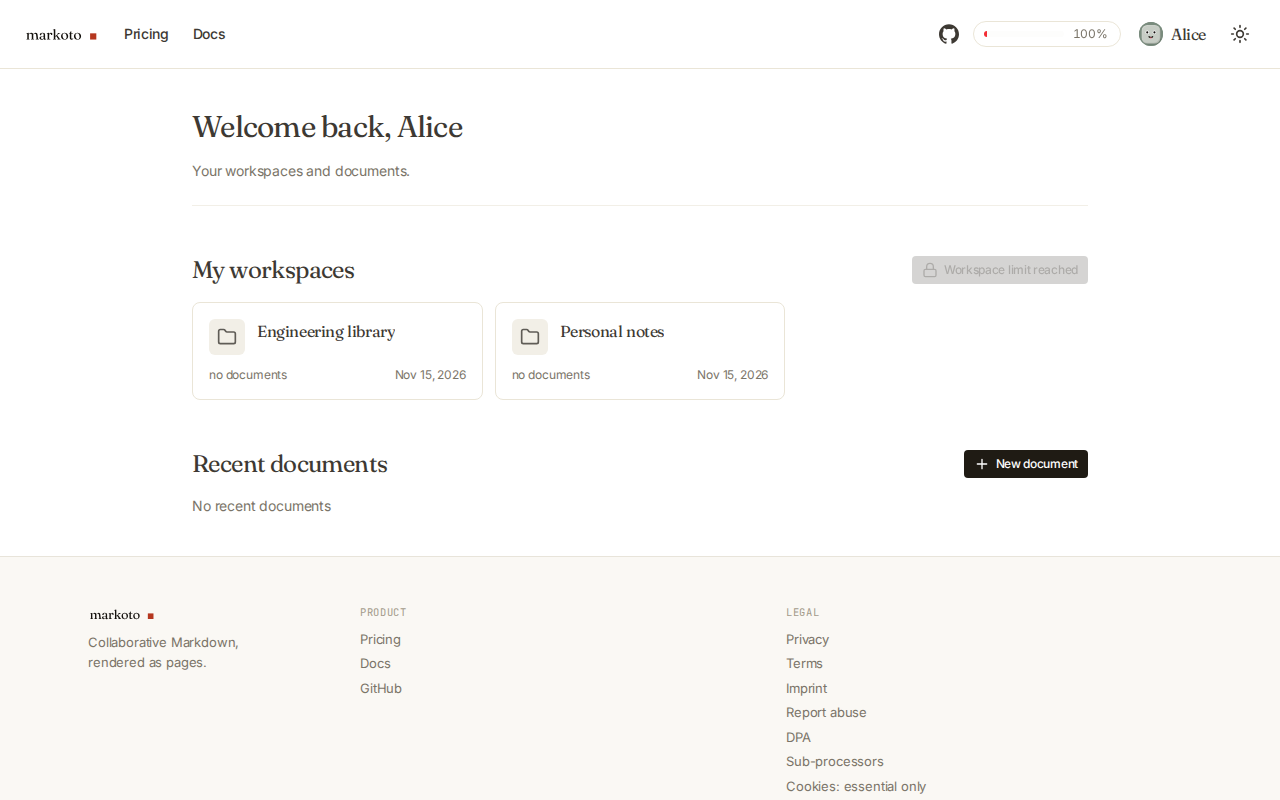 markoto
Pricing
Docs
100%
Alice
Welcome back, Alice
Your workspaces and documents.
My workspaces
Workspace limit reached
Engineering library
no documents
Nov 15, 2026
Personal notes
no documents
Nov 15, 2026
Recent documents
New document
No recent documents
markoto
Collaborative Markdown,
rendered as pages.
PRODUCT
Pricing
Docs
GitHub
LEGAL
Privacy
Terms
Imprint
Report abuse
DPA
Sub-processors
Cookies: essential only